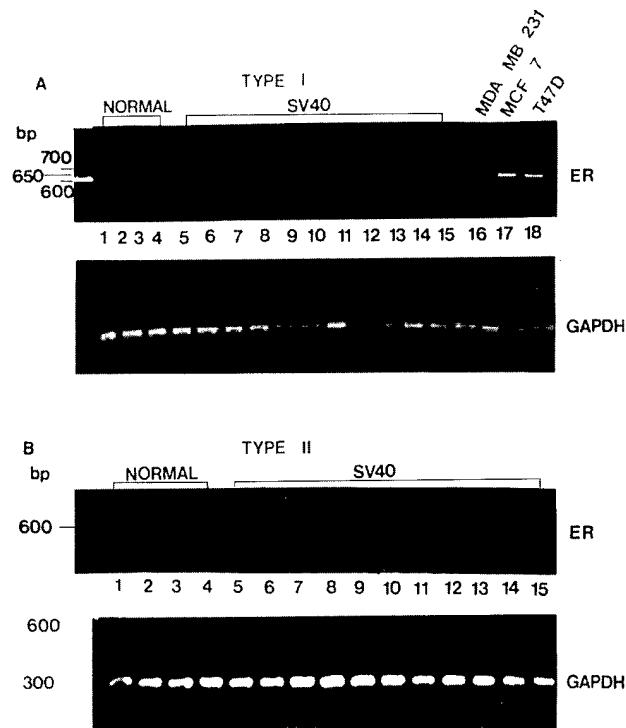 MDA MB 231
MCF 7
T47D
A
TYPE I
NORMAL
SV40
bp
700
650
600
ER
1 2 3 4 5 6 7 8 9 10 11 12 13 14 15 16 17 18
GAPDH
B
TYPE II
bp
NORMAL
SV40
600
ER
1 2 3 4 5 6 7 8 9 10 11 12 13 14 15
600
300
GAPDH